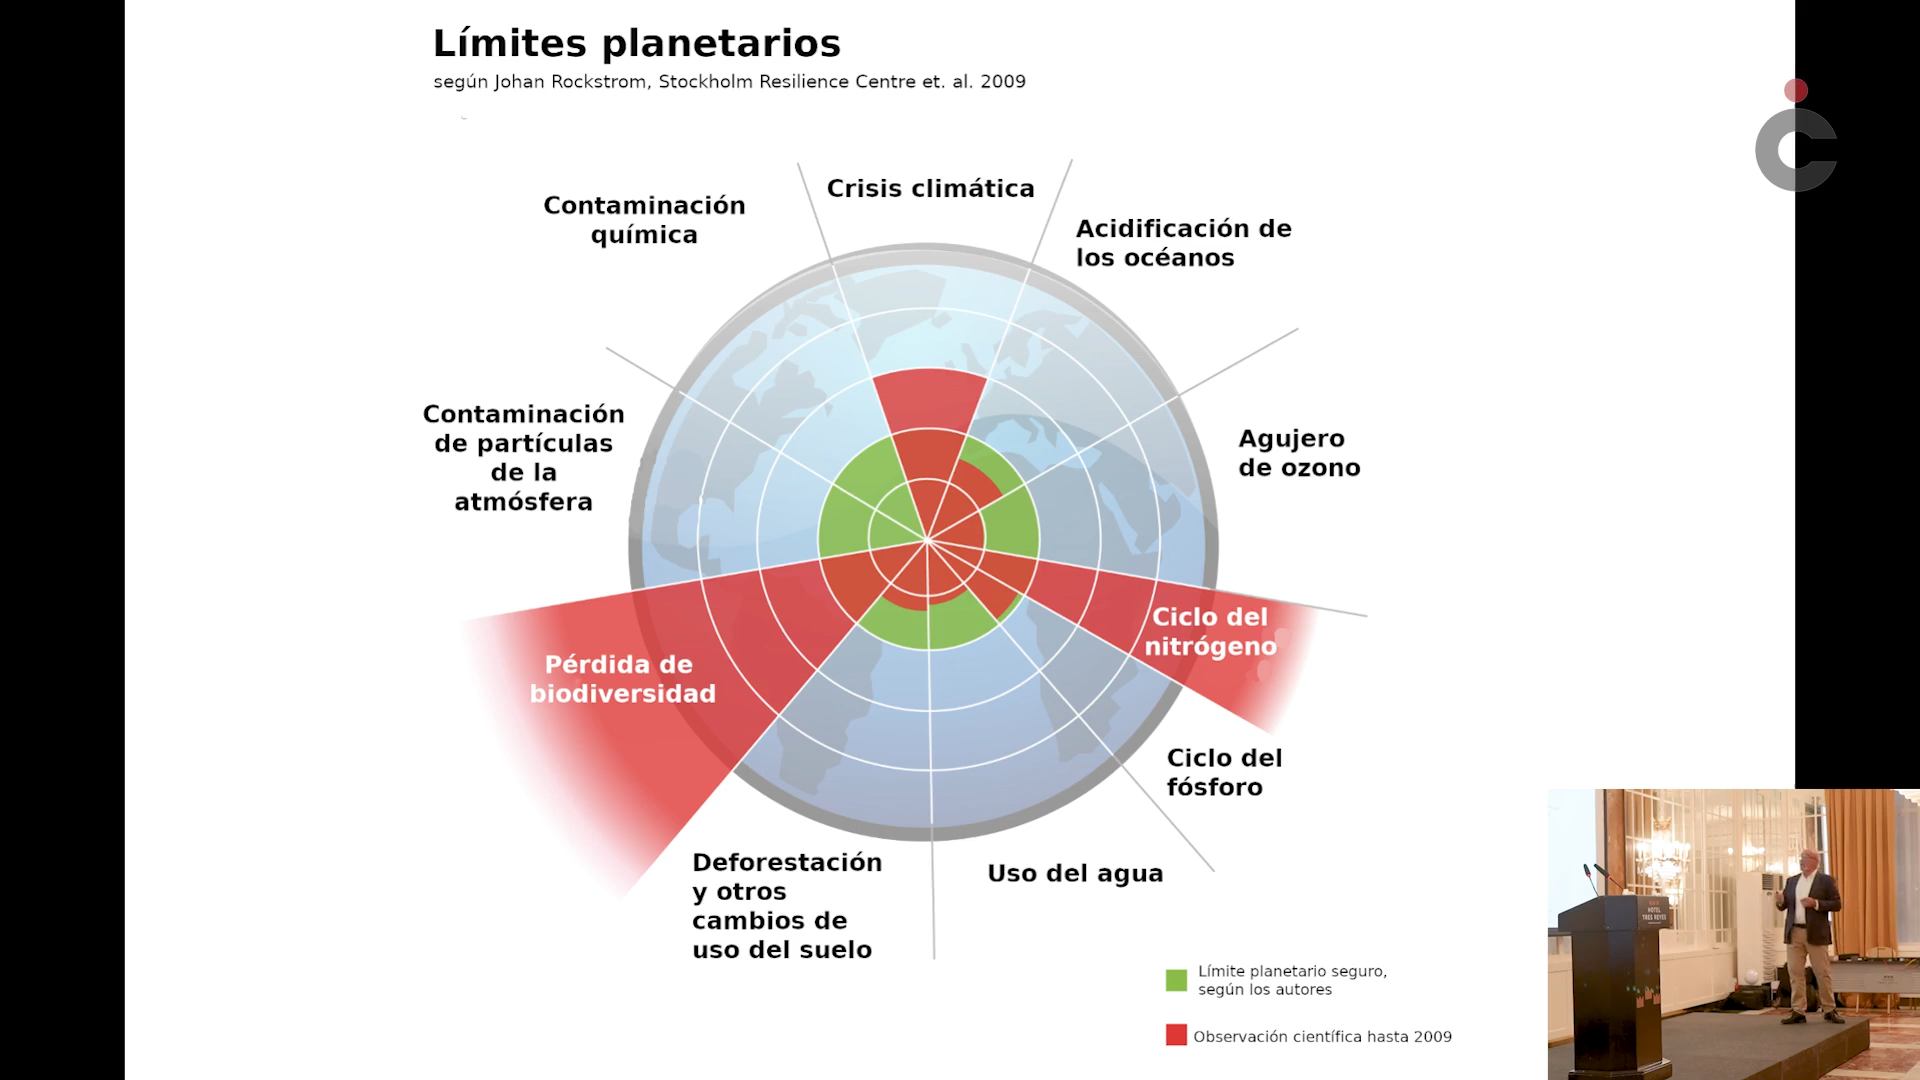 Límites planetarios
según Johan Rockstrom, Stockholm Resilience Centre et. al. 2009
Crisis climática
Contaminación
química
Acidificación de
los océanos
Contaminación
de partículas
de la
atmósfera
Agujero
de ozono
Ciclo del
nitrógeno
Pérdida de
biodiversidad
Ciclo del
fósforo
Deforestación
y otros
cambios de
uso del suelo
Uso del agua
Límite planetario seguro,
según los autores
Observación científica hasta 2009
HOTEL
TRES REYES